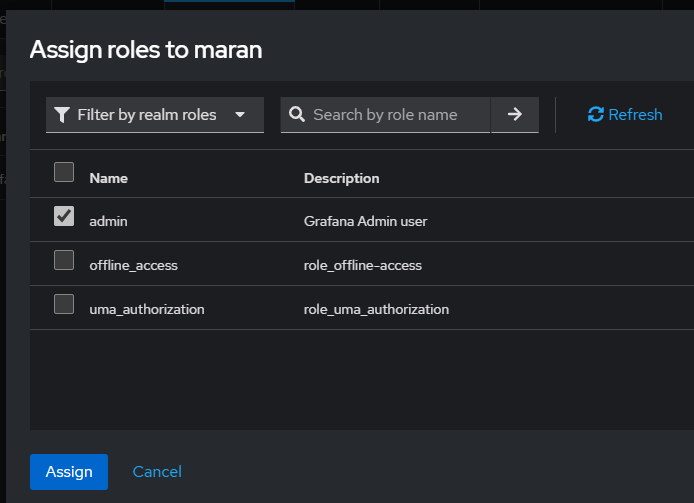 Assign roles to maran
Filter by realm roles
Search by role name
Refresh
Name Description
admin Grafana Admin user
offline_access role_offline-access
uma_authorization role_uma_authorization
Assign Cancel